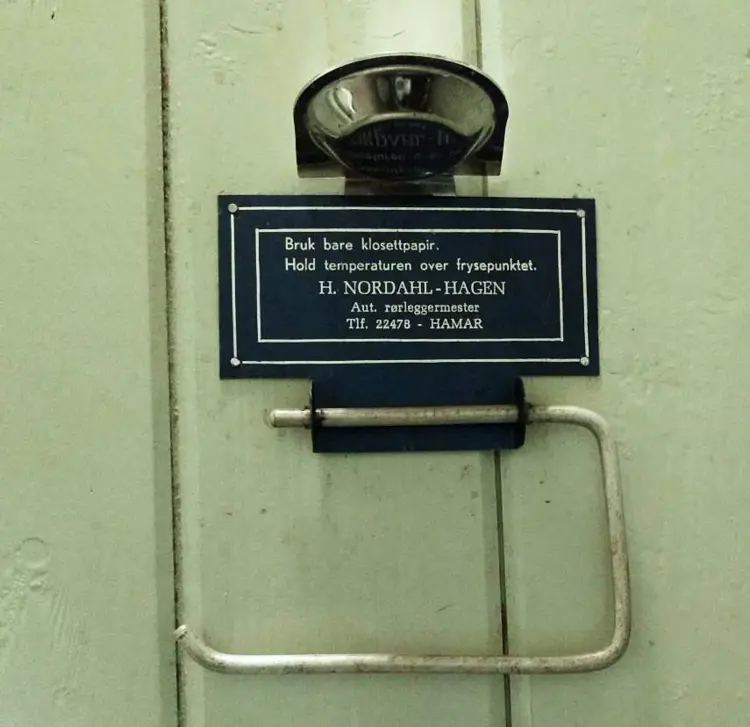 Bruk bare klosettpapir.
Hold temperaturen over frysepunktet.
H. NORDAHL-HAGEN
Aut. rørleggermester
Tlf. 22478 - HAMAR